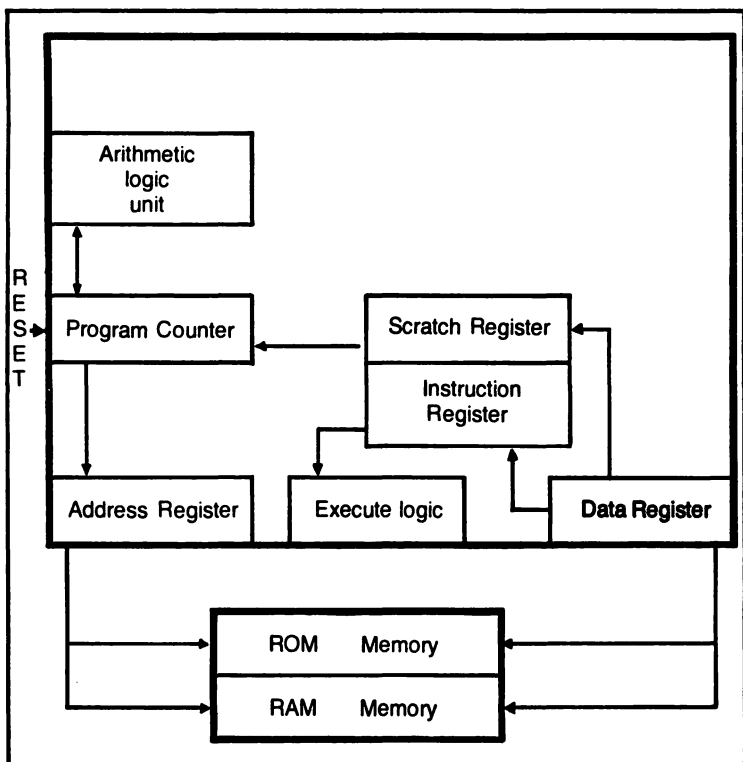 Arithmetic
logic
unit
RESET
Program Counter
Scratch Register
Instruction
Register
Address Register
Execute logic
Data Register
ROM Memory
RAM Memory